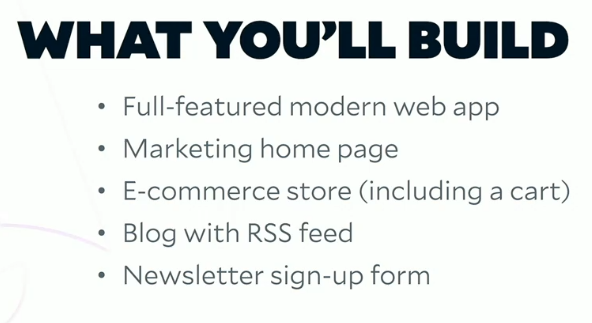 WHAT YOU'LL BUILD
• Full-featured modern web app
• Marketing home page
• E-commerce store (including a cart)
• Blog with RSS feed
• Newsletter sign-up form